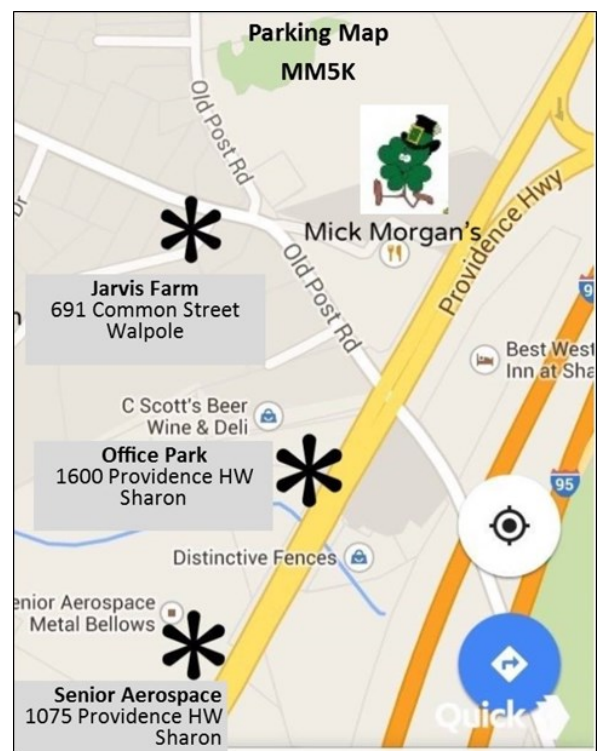 Parking Map
MM5K
Old Post Rd
Dr
Mick Morgan's
Providence Hwy
Jarvis Farm
691 Common Street
Walpole
Old Post Rd
Best West
Inn at Sha
C Scott's Beer
Wine & Deli
Office Park
1600 Providence HW
Sharon
95
Distinctive Fences
enior Aerospace
Metal Bellows
Senior Aerospace
1075 Providence HW
Sharon
Quick